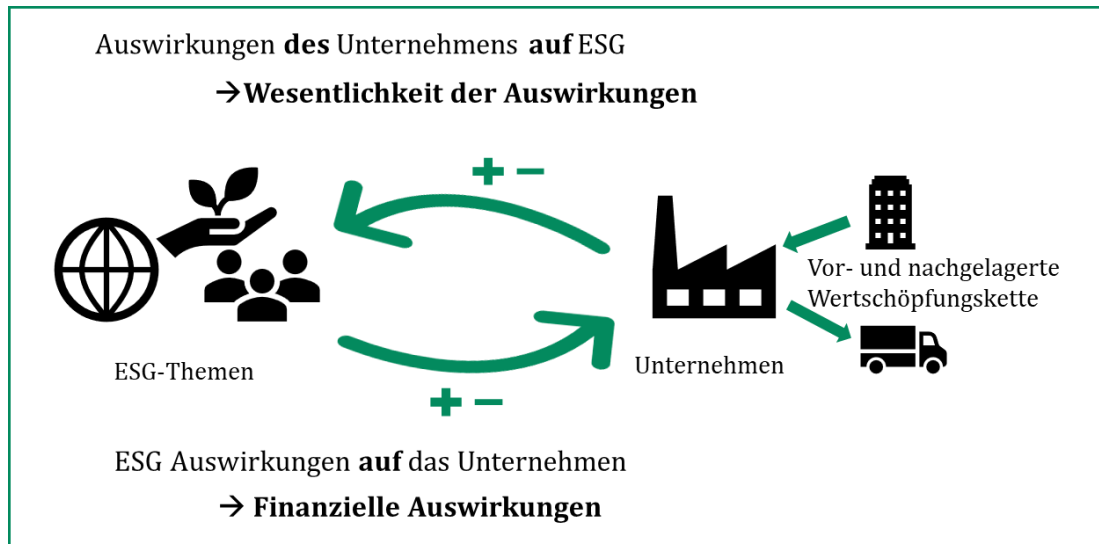 Auswirkungen des Unternehmens auf ESG
→Wesentlichkeit der Auswirkungen
+ −
Vor- und nachgelagerte
Wertschöpfungskette
ESG-Themen
Unternehmen
+ −
ESG Auswirkungen auf das Unternehmen
→ Finanzielle Auswirkungen